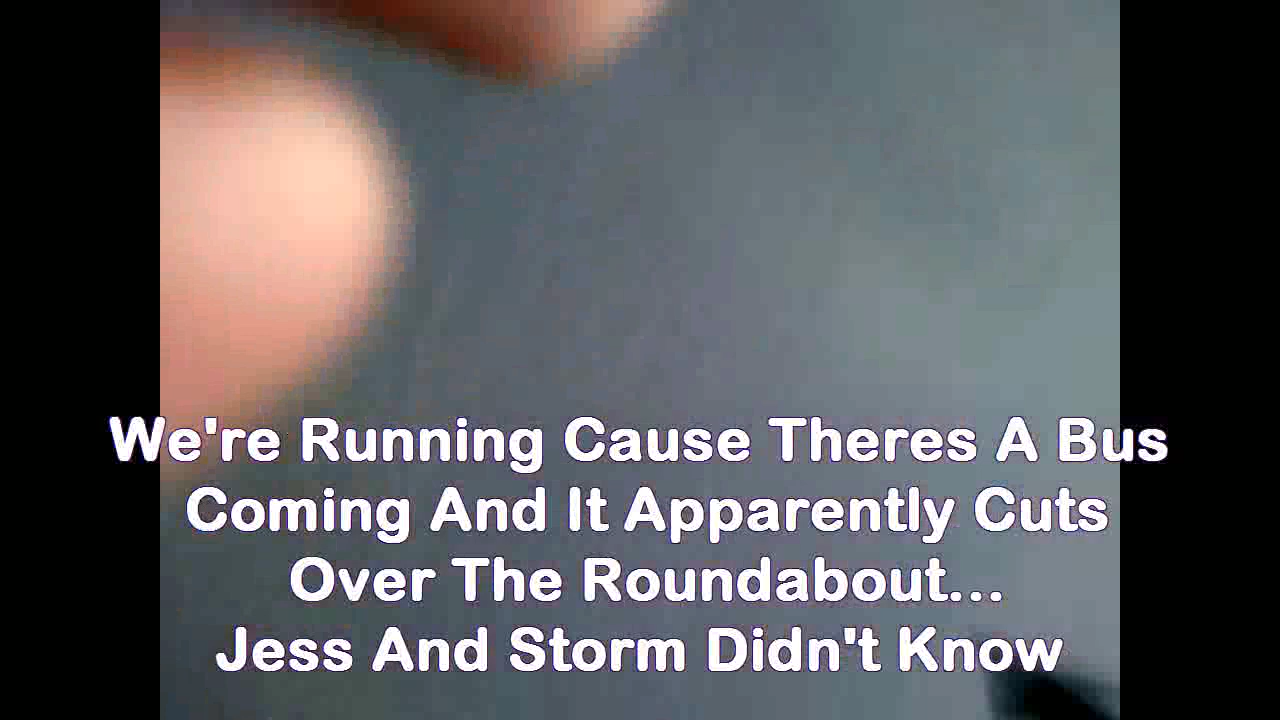 We're Running Cause Theres A Bus
Coming And It Apparently Cuts
Over The Roundabout...
Jess And Storm Didn't Know